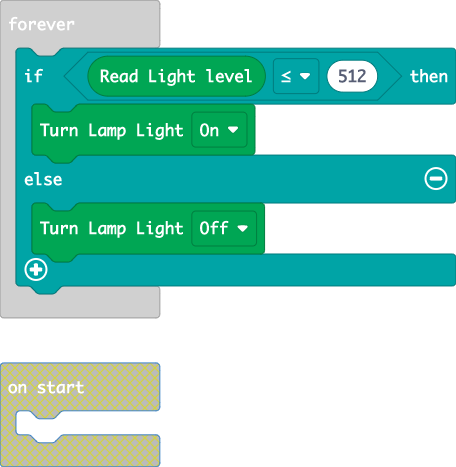 forever
if Read Light level ≤ 512 then
Turn Lamp Light On
else
Turn Lamp Light Off
on start